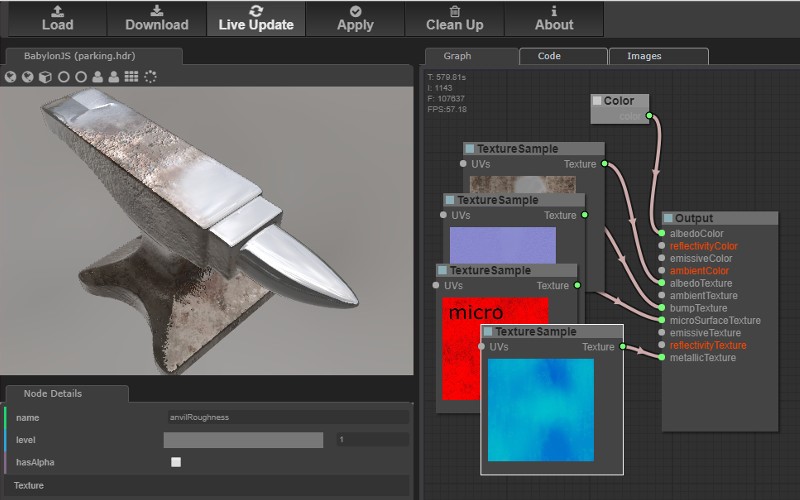 Load
Download
Live Update
Apply
Clean Up
About
BabylonJS (parking.hdr)
Graph
Code
Images
T: 579.81s
I: 1143
F: 107637
FPS:57.18
Color
color
TextureSample
UVs
Texture
TextureSample
UVs
Texture
TextureSample
UVs
Texture
micro
TextureSample
UVs
Texture
Output
albedoColor
reflectivityColor
emissiveColor
ambientColor
albedoTexture
ambientTexture
bumpTexture
microSurfaceTexture
emissiveTexture
reflectivityTexture
metallicTexture
Node Details
name
anvilRoughness
level
1
hasAlpha
Texture